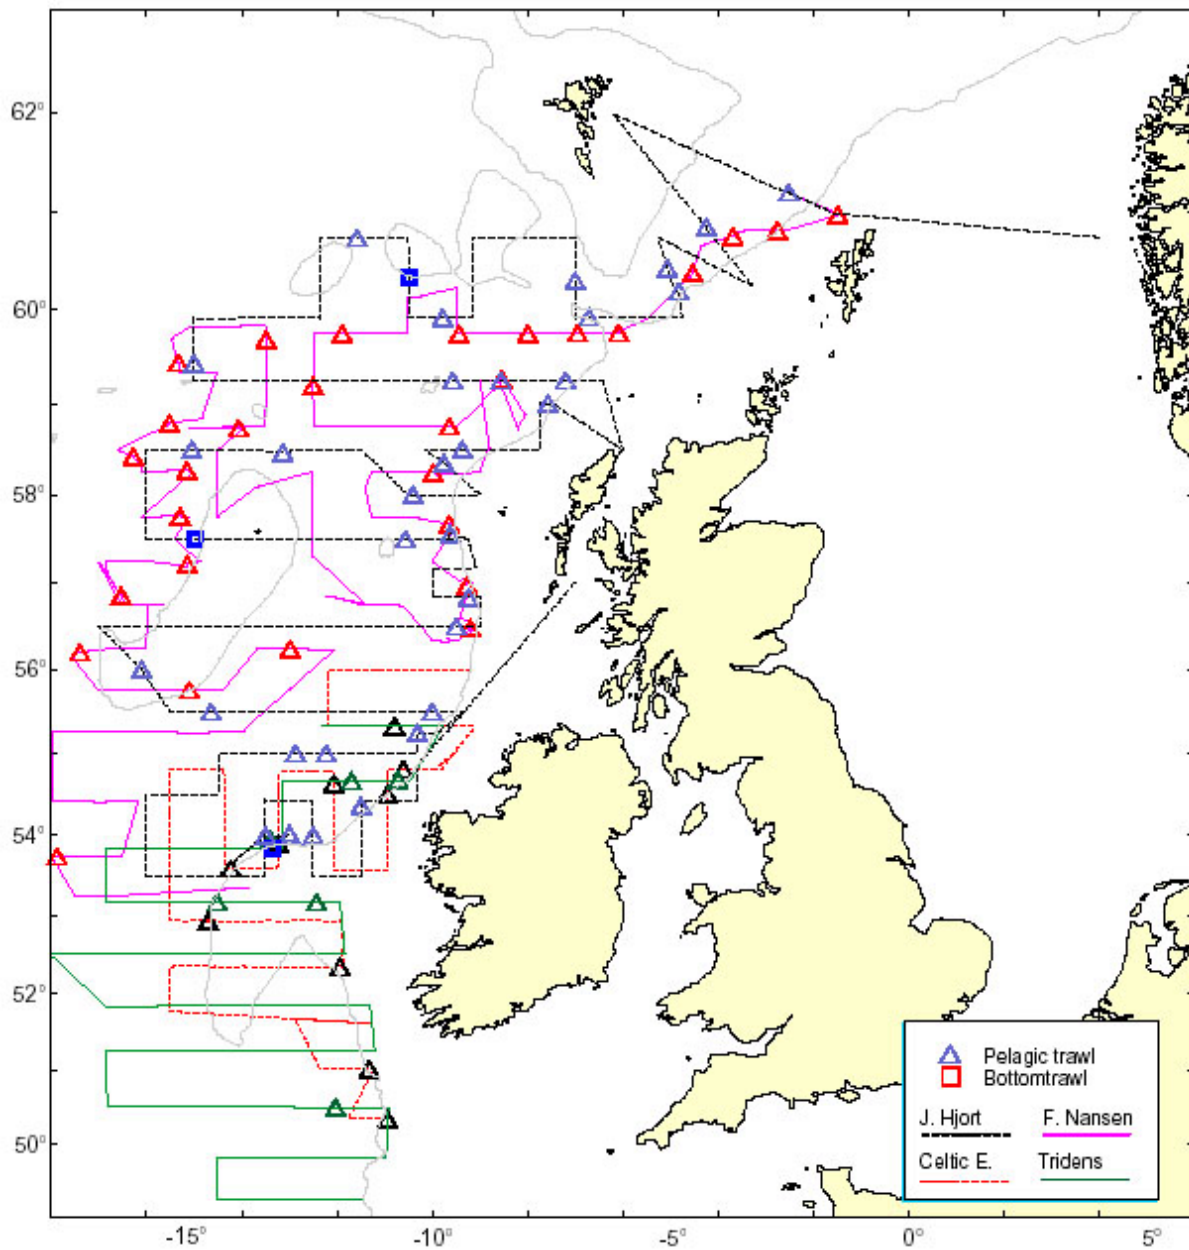 62°
60°
58°
56°
54°
52°
50°
Pelagic trawl
Bottomtrawl
J. Hjort F. Nansen
Celtic E. Tridens
-15° -10° -5° 0° 5°